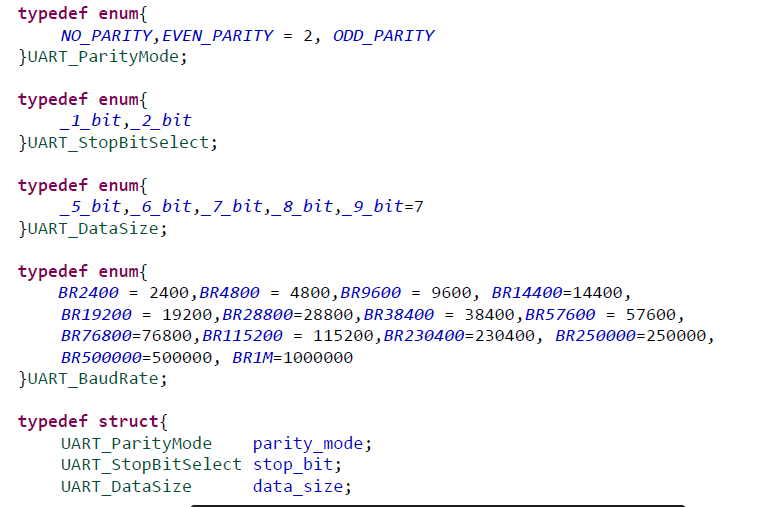 typedef enum{
NO_PARITY,EVEN_PARITY = 2, ODD_PARITY
}UART_ParityMode;
typedef enum{
_1_bit,_2_bit
}UART_StopBitSelect;
typedef enum{
_5_bit,_6_bit,_7_bit,_8_bit,_9_bit=7
}UART_DataSize;
typedef enum{
BR2400 = 2400,BR4800 = 4800,BR9600 = 9600, BR14400=14400,
BR19200 = 19200,BR28800=28800,BR38400 = 38400,BR57600 = 57600,
BR76800=76800,BR115200 = 115200,BR230400=230400, BR250000=250000,
BR500000=500000, BR1M=1000000
}UART_BaudRate;
typedef struct{
UART_ParityMode parity_mode;
UART_StopBitSelect stop_bit;
UART_DataSize data_size;